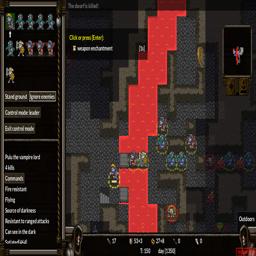 The dwarf is killed!
Click or press [Enter]:
weapon enchantment [b]
Stand ground
Ignore enemies
Control mode: leader
Exit control mode
Pulu the vampire lord
4 kills
Commands
Fire resistant
Flying
Source of darkness
Resistant to ranged attacks
Can see in the dark
Outdoors
T: 150 day [1350]